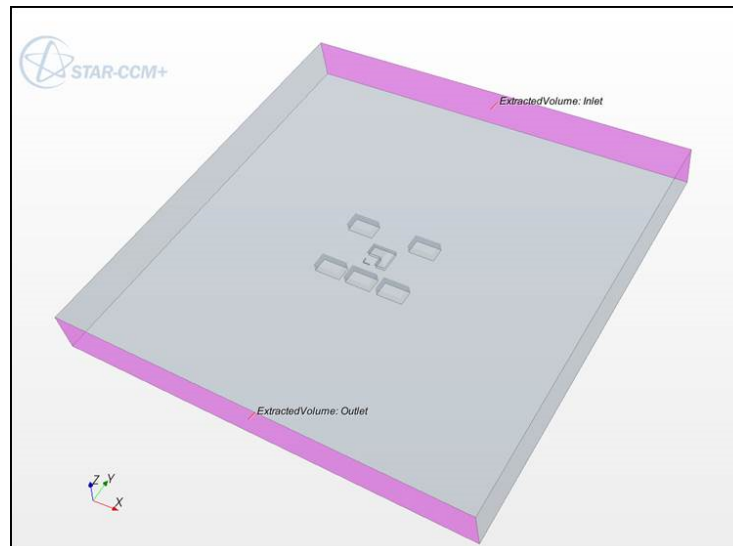 STAR-CCM+
ExtractedVolume: Inlet
ExtractedVolume: Outlet
Z
Y
X